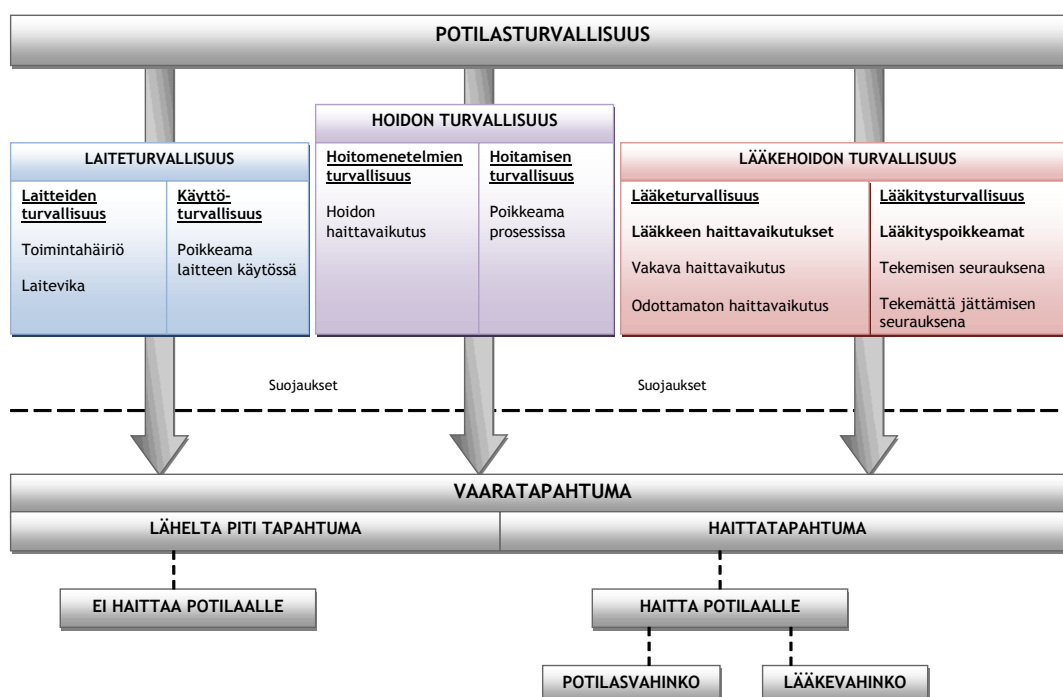 POTILASTURVALLISUUS
LAITETURVALLISUUS
Laitteiden
turvallisuus
Toimintahäiriö
Laitevika
Käyttö-
turvallisuus
Poikkeama
laitteen käytössä
HOIDON TURVALLISUUS
Hoitomenetelmien
turvallisuus
Hoidon
haittavaikutus
Hoitamisen
turvallisuus
Poikkeama
prosessissa
LÄÄKEHOIDON TURVALLISUUS
Lääketurvallisuus
Lääkkeen haittavaikutukset
Vakava haittavaikutus
Odottamaton haittavaikutus
Lääkitysturvallisuus
Lääkityspoikkeamat
Tekemisen seurauksena
Tekemättä jättämisen
seurauksena
Suojaukset
Suojaukset
VAARATAPAHTUMA
LÄHELTA PITI TAPAHTUMA
HAITTATAPAHTUMA
EI HAITTAA POTILAALLE
HAITTA POTILAALLE
POTILASVAHINKO
LÄÄKEVAHINKO